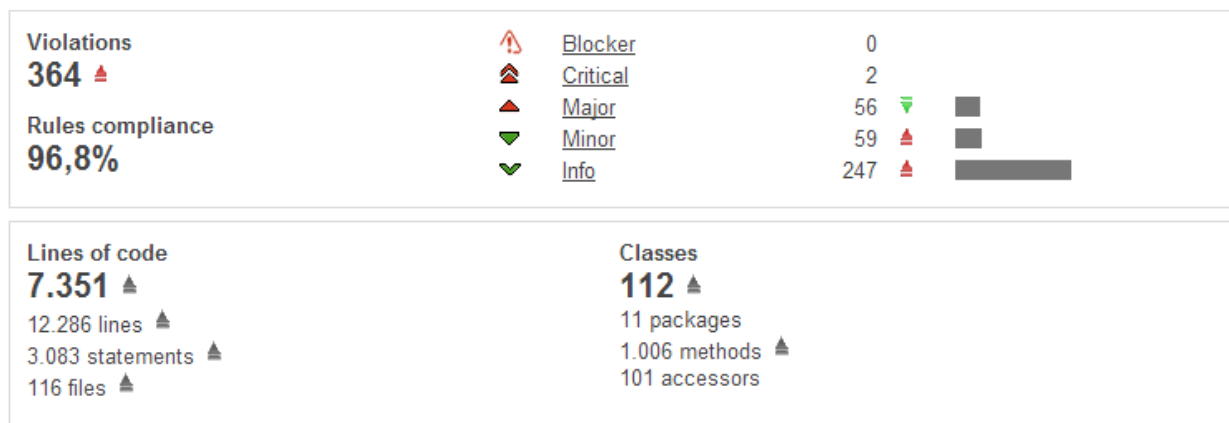 Violations
364
Rules compliance
96,8%
Blocker 0
Critical 2
Major 56
Minor 59
Info 247
Lines of code
7.351
12.286 lines
3.083 statements
116 files
Classes
112
11 packages
1.006 methods
101 accessors